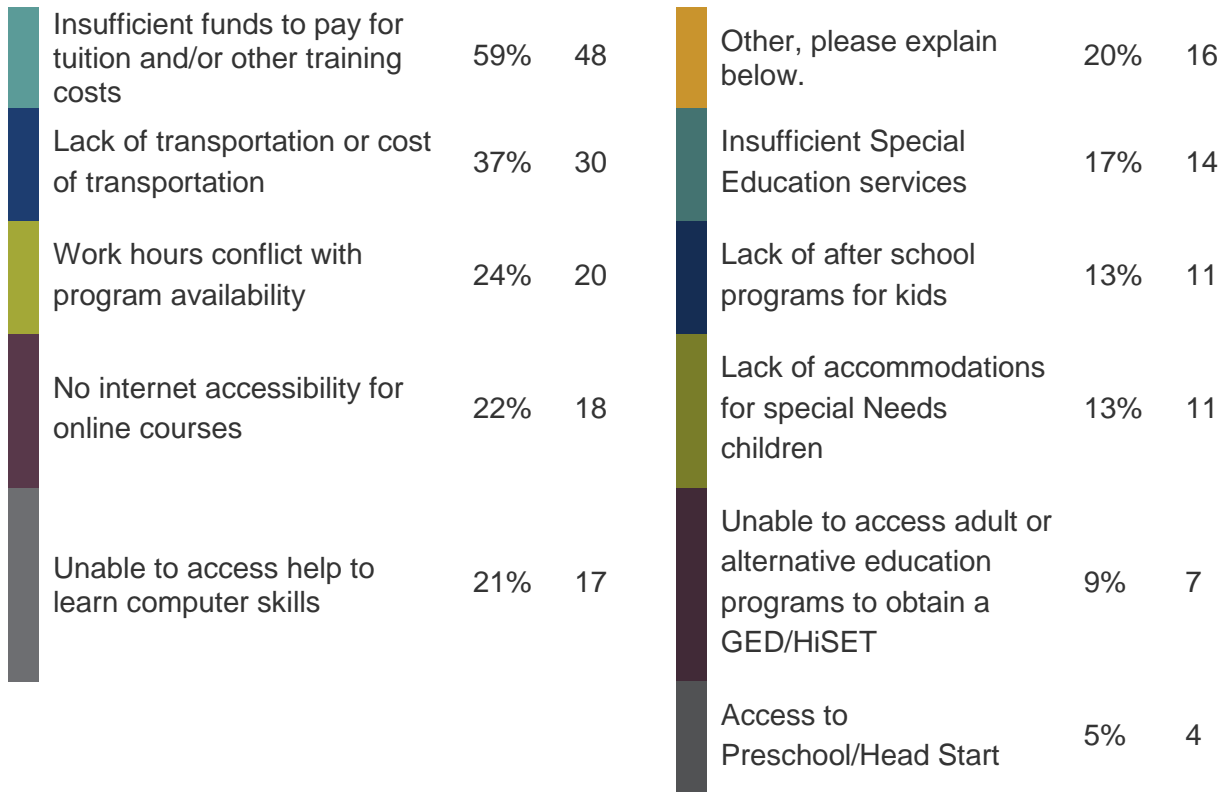 Insufficient funds to pay for
tuition and/or other training
costs
59%
48
Lack of transportation or cost
of transportation
37%
30
Work hours conflict with
program availability
24%
20
No internet accessibility for
online courses
22%
18
Unable to access help to
learn computer skills
21%
17
Other, please explain
below.
20%
16
Insufficient Special
Education services
17%
14
Lack of after school
programs for kids
13%
11
Lack of accommodations
for special Needs
children
13%
11
Unable to access adult or
alternative education
programs to obtain a
GED/HiSET
9%
7
Access to
Preschool/Head Start
5%
4